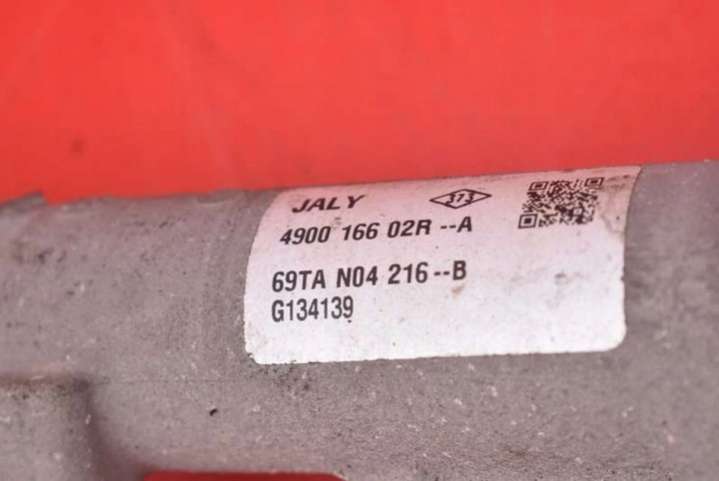 JALY 373
4900 166 02R --A
69TA N04 216 --B
G134139